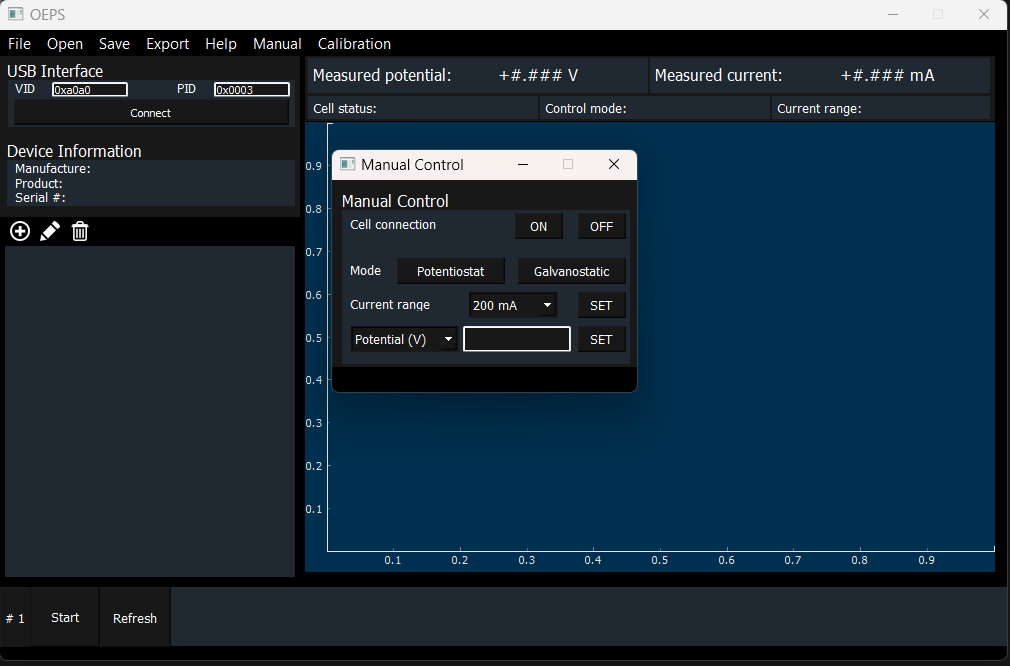 OEPS
File Open Save Export Help Manual Calibration
USB Interface
VID 0xa0a0 PID 0x0003
Connect
Device Information
Manufacture:
Product:
Serial #:
Measured potential: +#.### V Measured current: +#.### mA
Cell status: Control mode: Current range:
0.9
0.8
0.7
0.6
0.5
0.4
0.3
0.2
0.1
0.1 0.2 0.3 0.4 0.5 0.6 0.7 0.8 0.9
Manual Control
Manual Control
Cell connection ON OFF
Mode Potentiostat Galvanostatic
Current range 200 mA SET
Potential (V) SET
# 1 Start Refresh